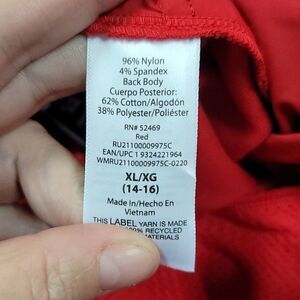 96% Nylon
4% Spandex
Back Body
Cuerpo Posterior:
62% Cotton/Algodón
38% Polyester/Poliéster
RN# 52469
Red
RU21100009975C
EAN/UPC 1 9324221964
WMRU21100009975C-0220
XL/XG
(14-16)
Made In/Hecho En
Vietnam
THIS LABEL YARN IS MADE
100% RECYCLED
MATERIALS